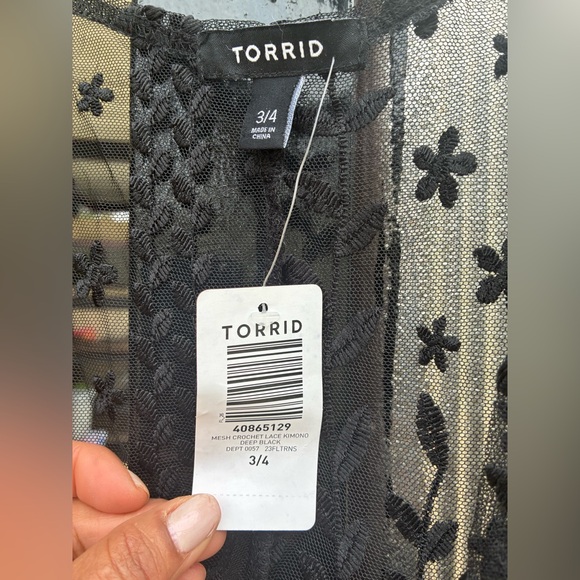 TORRID
3/4
MADE IN
CHINA
TORRID
40865129
MESH CROCHET LACE KIMONO
DEEP BLACK
DEPT 0057 23FLTRNS
3/4